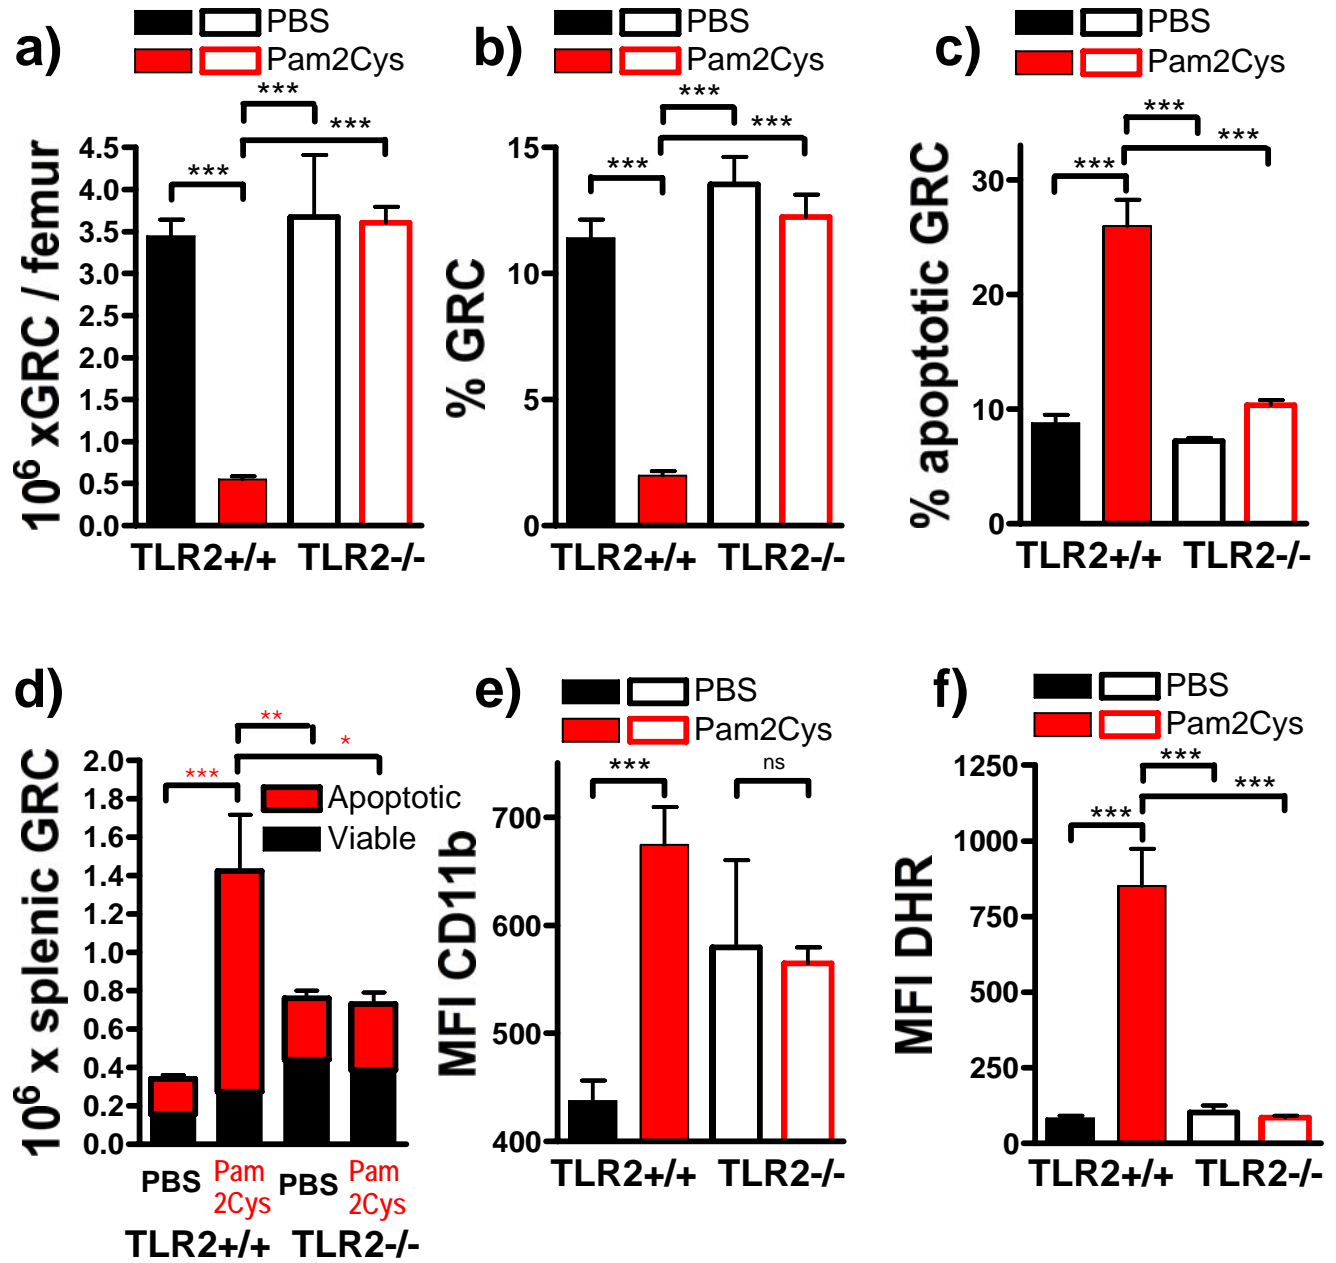 a)
PBS
Pam2Cys
***
***
***
10⁶ xGRC / femur
4.5
4.0
3.5
3.0
2.5
2.0
1.5
1.0
0.5
0.0
TLR2+/+ TLR2-/-
b)
PBS
Pam2Cys
***
***
***
% GRC
15
10
5
0
TLR2+/+ TLR2-/-
c)
PBS
Pam2Cys
***
***
***
% apoptotic GRC
30
20
10
0
TLR2+/+ TLR2-/-
d)
**
*
***
Apoptotic
Viable
10⁶ x splenic GRC
2.0
1.8
1.6
1.4
1.2
1.0
0.8
0.6
0.4
0.2
0.0
PBS Pam 2Cys PBS Pam 2Cys
TLR2+/+ TLR2-/-
e)
PBS
Pam2Cys
***
ns
MFI CD11b
700
600
500
400
TLR2+/+ TLR2-/-
f)
PBS
Pam2Cys
***
***
***
MFI DHR
1250
1000
750
500
250
0
TLR2+/+ TLR2-/-